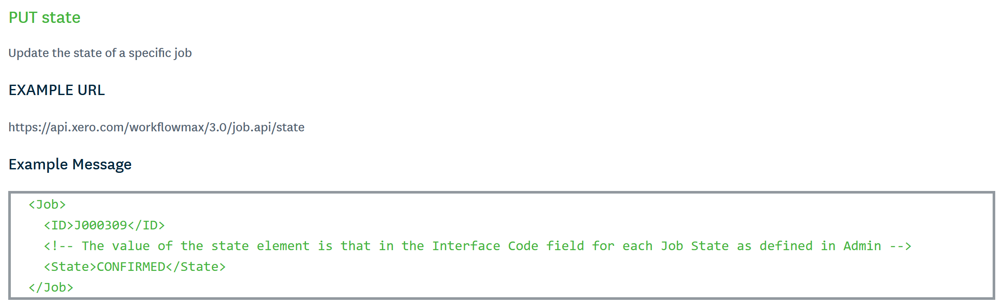 PUT state
Update the state of a specific job
EXAMPLE URL
https://api.xero.com/workflowmax/3.0/job.api/state
Example Message
<Job>
  <ID>J000309</ID>
  <!-- The value of the state element is that in the Interface Code field for each Job State as defined in Admin -->
  <State>CONFIRMED</State>
</Job>